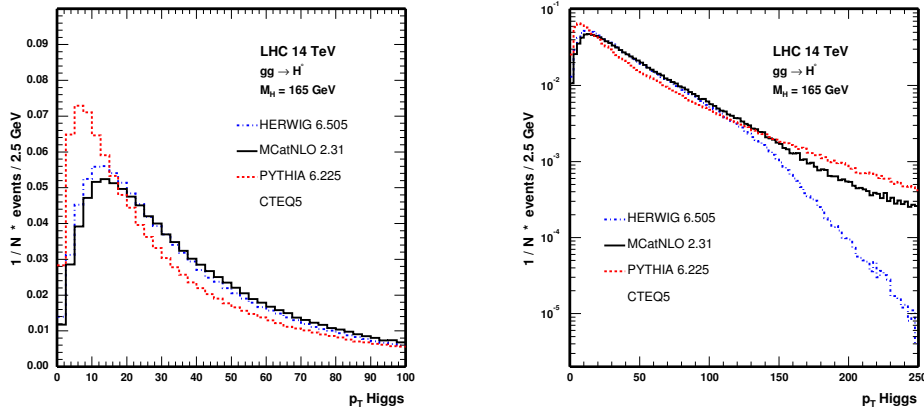 1 / N * events / 2.5 GeV
0.09
0.08
0.07
0.06
0.05
0.04
0.03
0.02
0.01
0.00
LHC 14 TeV
gg → H
M_H = 165 GeV
HERWIG 6.505
MCatNLO 2.31
PYTHIA 6.225
CTEQ5
0 10 20 30 40 50 60 70 80 90 100
p_T Higgs
1 / N * events / 2.5 GeV
10^-1
10^-2
10^-3
10^-4
10^-5
LHC 14 TeV
gg → H
M_H = 165 GeV
HERWIG 6.505
MCatNLO 2.31
PYTHIA 6.225
CTEQ5
0 50 100 150 200 250
p_T Higgs